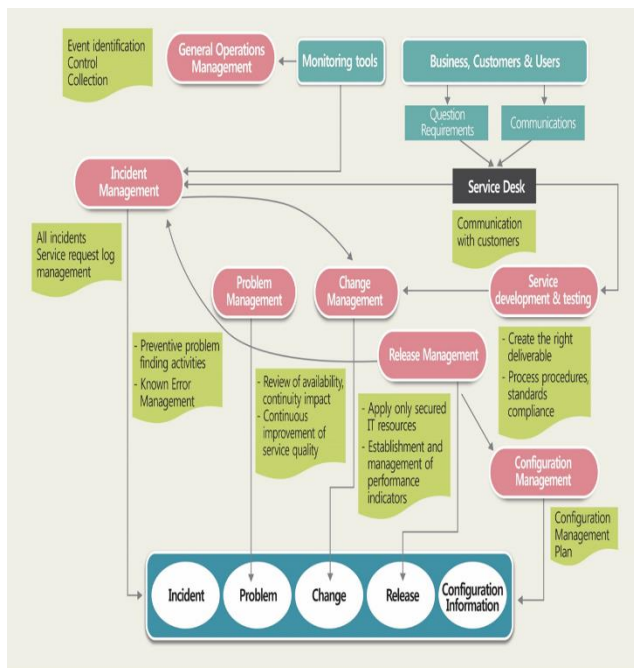 Event identification
Control
Collection
General Operations
Management
Monitoring tools
Business, Customers & Users
Question
Requirements
Communications
Incident
Management
Service Desk
All incidents
Service request log
management
Communication
with customers
Problem
Management
Change
Management
Service
development & testing
- Preventive problem
finding activities
- Known Error
Management
Release Management
- Create the right
deliverable
- Process procedures,
standards
compliance
- Review of availability,
continuity impact
- Continuous
improvement of
service quality
- Apply only secured
IT resources
- Establishment and
management of
performance
indicators
Configuration
Management
Configuration
Management
Plan
Incident
Problem
Change
Release
Configuration
Information